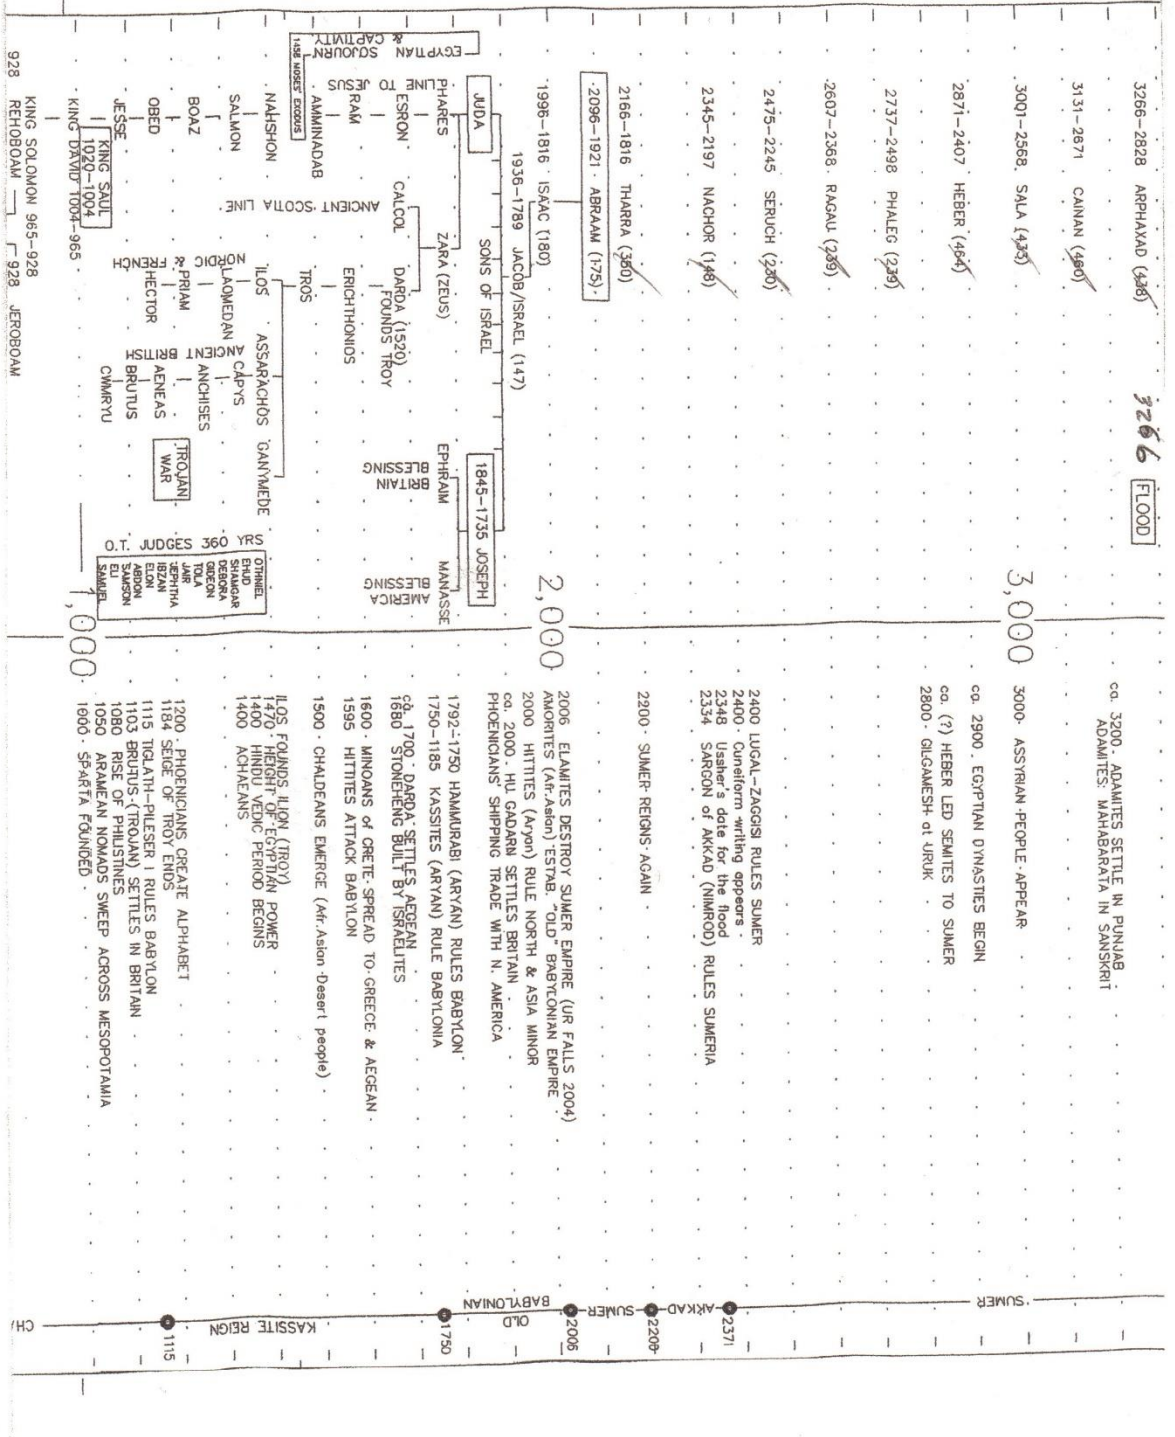 3266 FLOOD
3266–2828 ARPHAXAD (438)
3131–2671 CAINAN (460)
3001–2568 SALA (433)
2871–2407 HEBER (464)
2737–2498 PHALEG (239)
2607–2368 RAGAU (239)
2475–2245 SERUCH (230)
2345–2197 NACHOR (148)
2166–1816 THARRA
2096–1921 ABRAAM (175)
1996–1816 ISAAC (180)
1936–1789 JACOB/ISRAEL (147)
SONS OF ISRAEL
JUDA
1845–1735 JOSEPH
EGYPTIAN SOJOURN
& CAPTIVITY
1458 MOSES' EXODUS
LINE TO JESUS
PHARES
ESRON
RAM
AMMINADAB
NAHSHON
SALMON
BOAZ
OBED
JESSE
KING SAUL
1020–1004
KING DAVID 1004–965
KING SOLOMON 965–928
928 REHOBOAM
928 JEROBOAM
ZARA (ZEUS)
CALCOL
ANCIENT SCOTIA LINE
DARDA (1520)
FOUNDS TROY
ERICHTHONIOS
TROS
ILOS ASSARACHOS GANYMEDE
NORDIC & FRENCH
LAOMEDAN
PRIAM
HECTOR
ANCIENT BRITISH
CAPYS
ANCHISES
AENEAS
BRUTUS
CWMRYU
TROJAN
WAR
EPHRAIM
BRITAIN
BLESSING
MANASSE
AMERICA
BLESSING
O.T. JUDGES 360 YRS
OTHNIEL
EHUD
SHAMGAR
DEBORA
GIDEON
TOLA
JAIR
JEPHTHA
IBZAN
ELON
ABDON
SAMSON
ELI
SAMUEL
3,000
2,000
1,000
ca. 3200 ADAMITES SETTLE IN PUNJAB
ADAMITES: MAHABARATA IN SANSKRIT
3000 ASSYRIAN PEOPLE APPEAR
ca. 2900 EGYPTIAN DYNASTIES BEGIN
ca. (?) HEBER LED SEMITES TO SUMER
2800 GILGAMESH at URUK
2400 LUGAL–ZAGGISI RULES SUMER
2400 Cuneiform writing appears
2348 Ussher's date for the flood
2334 SARGON of AKKAD (NIMROD) RULES SUMERIA
2200 SUMER REIGNS AGAIN
2006 ELAMITES DESTROY SUMER EMPIRE (UR FALLS 2004)
AMORITES (Afr.Asian) ESTAB. "OLD" BABYLONIAN EMPIRE
2000 HITTITES (Aryan) RULE NORTH & ASIA MINOR
ca. 2000 HU GADARN SETTLES BRITAIN
PHOENICIANS' SHIPPING TRADE WITH N. AMERICA
1792–1750 HAMMURABI (ARYAN) RULES BABYLON
1750–1185 KASSITES (ARYAN) RULE BABYLONIA
ca. 1700 DARDA SETTLES AEGEAN
1680 STONEHENG BUILT BY ISRAELITES
1600 MINOANS of CRETE SPREAD TO GREECE & AEGEAN
1595 HITTITES ATTACK BABYLON
1500 CHALDEANS EMERGE (Afr.Asian Desert people)
ILOS FOUNDS ILION (TROY)
1470 HEIGHT OF EGYPTIAN POWER
1400 HINDU VEDIC PERIOD BEGINS
1400 ACHAEANS
1200 PHOENICIANS CREATE ALPHABET
1184 SEIGE OF TROY ENDS
1115 TIGLATH–PILESER I RULES BABYLON
1103 BRUTUS (TROJAN) SETTLES IN BRITAIN
1080 RISE OF PHILISTINES
1050 ARAMEAN NOMADS SWEEP ACROSS MESOPOTAMIA
1000 SPARTA FOUNDED
SUMER
2371
AKKAD
2200
SUMER
2006
OLD
BABYLONIAN
1750
KASSITE REIGN
1115